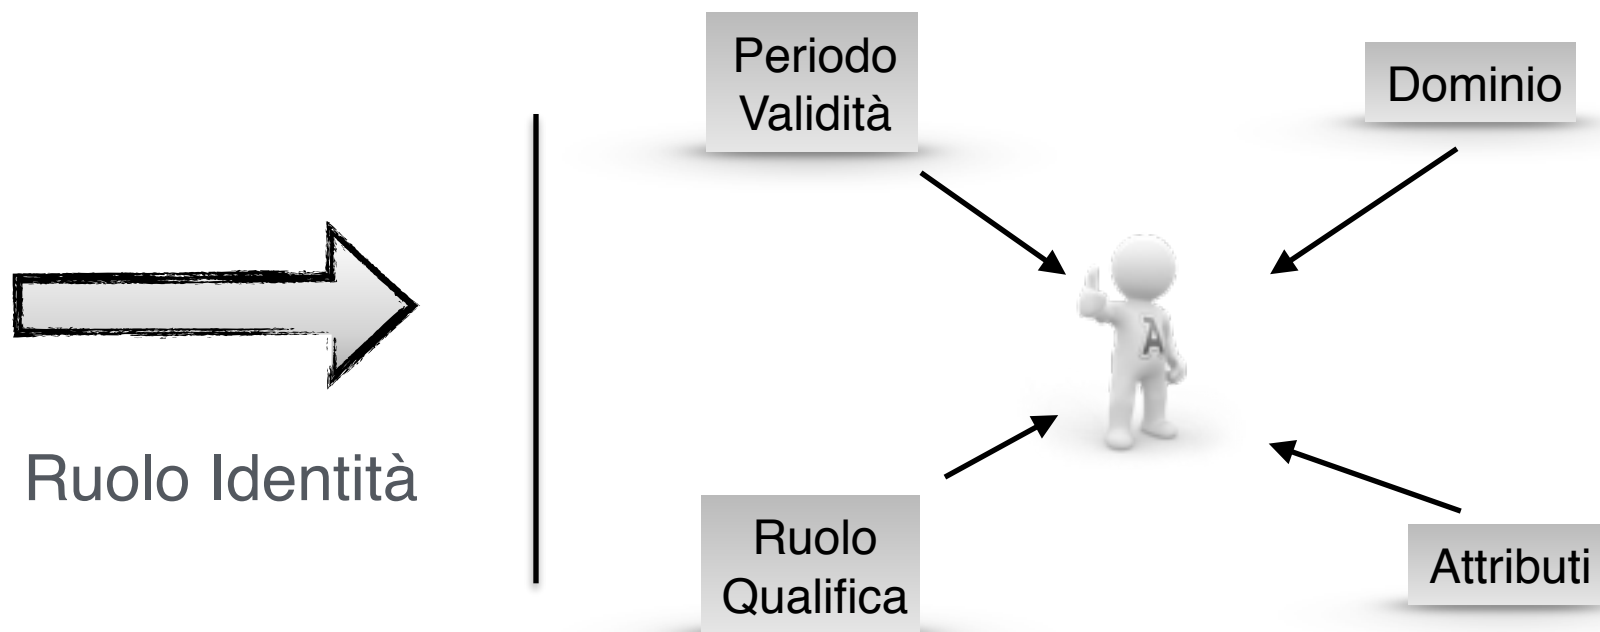 Periodo
Validità
Dominio
A
Ruolo Identità
Ruolo
Qualifica
Attributi